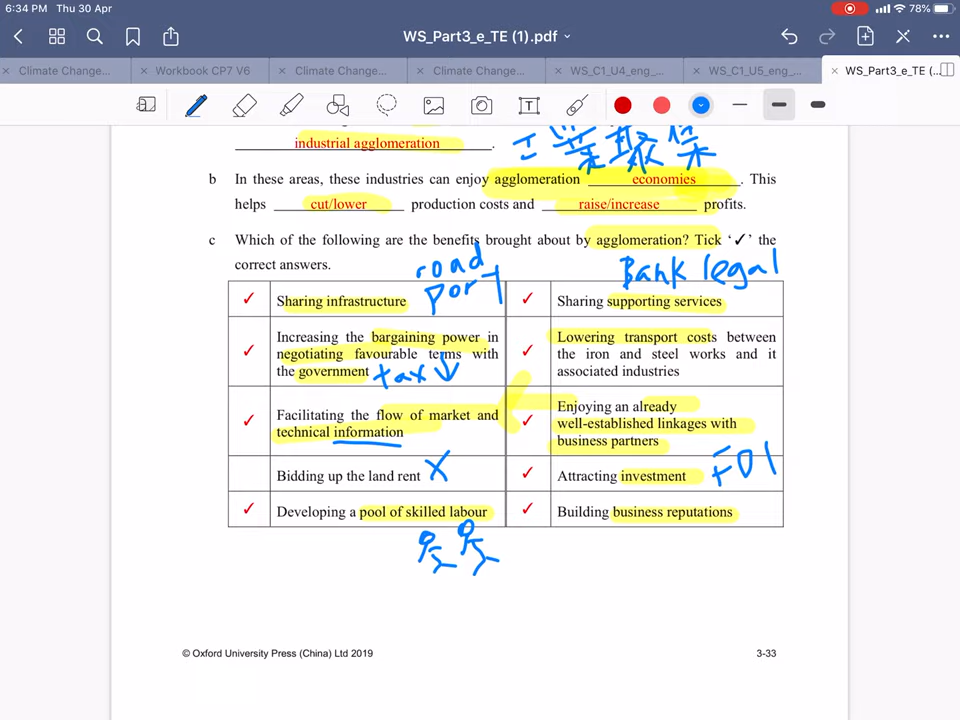 6:34 PM Thu 30 Apr
78%
WS_Part3_e_TE (1).pdf
Climate Change...
Workbook CP7 V6
Climate Change...
Climate Change...
WS_C1_U4_eng_...
WS_C1_U5_eng_...
WS_Part3_e_TE (...
industrial agglomeration.
工業聚集
b In these areas, these industries can enjoy agglomeration economies. This
helps cut/lower production costs and raise/increase profits.
c Which of the following are the benefits brought about by agglomeration? Tick ‘✓’ the
correct answers.
road
port
Bank legal
✓ Sharing infrastructure
✓ Sharing supporting services
✓ Increasing the bargaining power in
negotiating favourable terms with
the government
tax ↓
✓ Lowering transport costs between
the iron and steel works and it
associated industries
✓ Facilitating the flow of market and
technical information
✓ Enjoying an already
well-established linkages with
business partners
Bidding up the land rent X
✓ Attracting investment FDI
✓ Developing a pool of skilled labour
✓ Building business reputations
© Oxford University Press (China) Ltd 2019
3-33